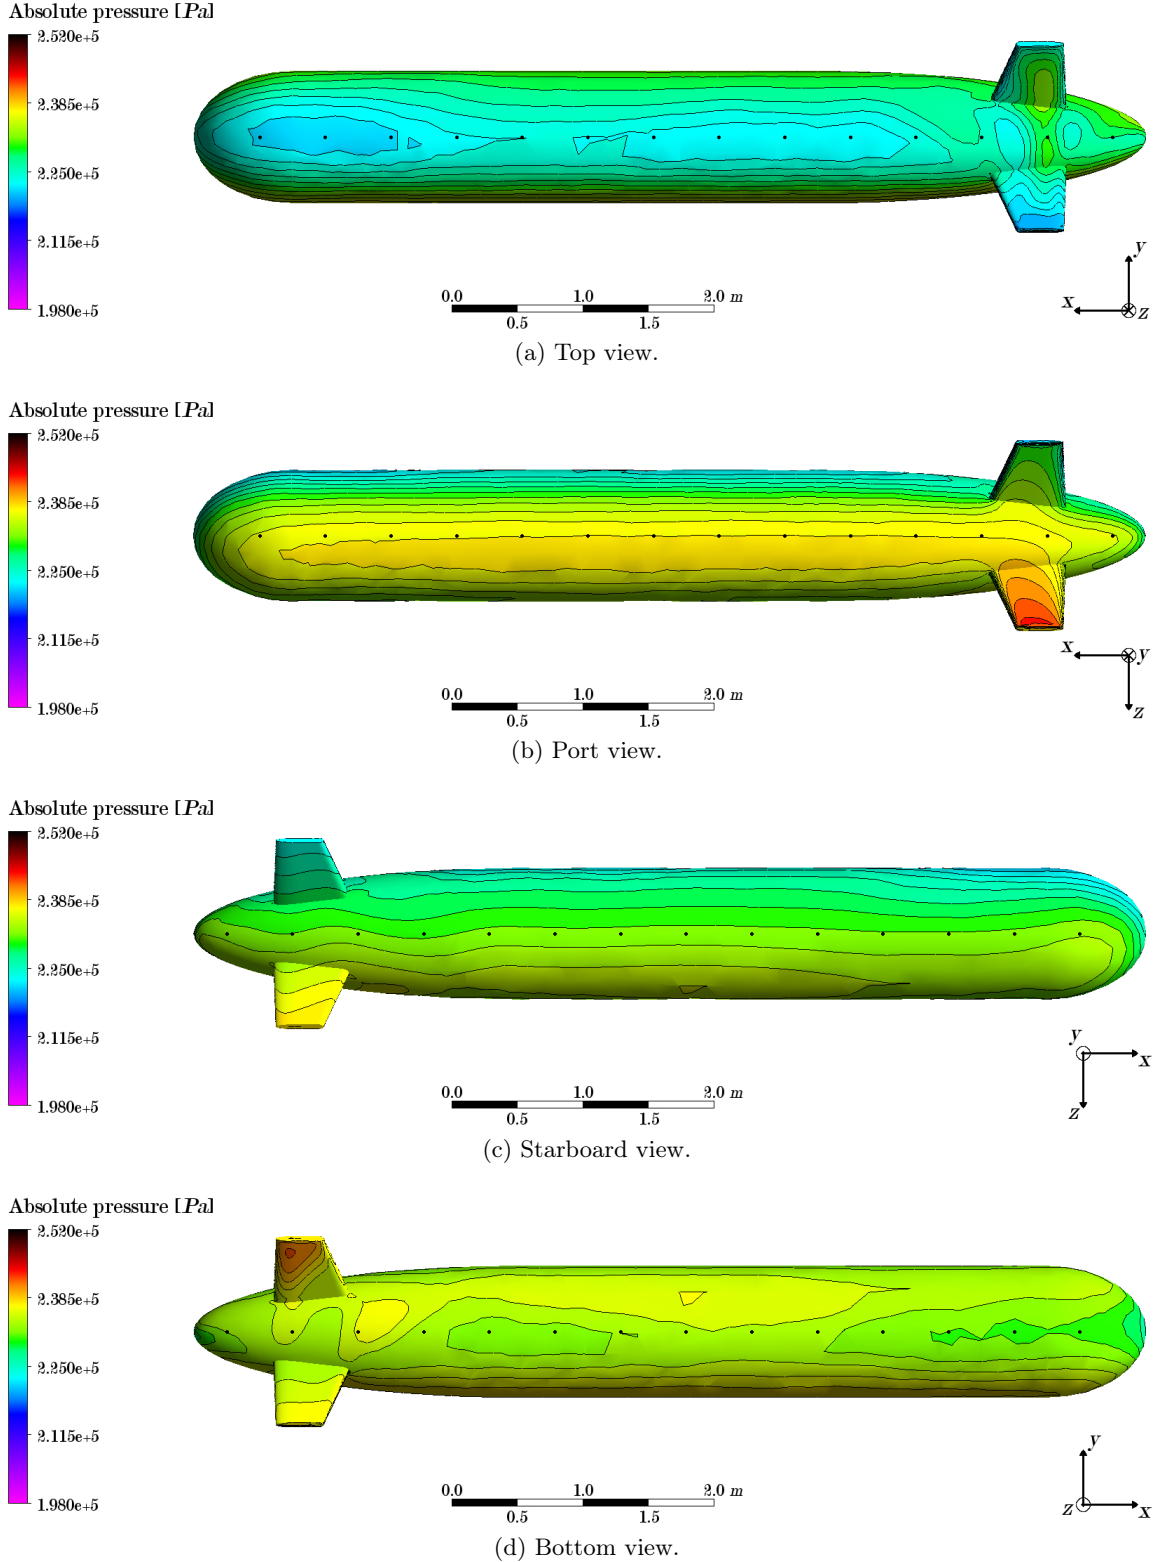 Absolute pressure [Pa]
2.520e+5
2.385e+5
2.250e+5
2.115e+5
1.980e+5
0.0 1.0 2.0 m
0.5 1.5
y
x
z
(a) Top view.
Absolute pressure [Pa]
2.520e+5
2.385e+5
2.250e+5
2.115e+5
1.980e+5
x y
z
0.0 1.0 2.0 m
0.5 1.5
(b) Port view.
Absolute pressure [Pa]
2.520e+5
2.385e+5
2.250e+5
2.115e+5
1.980e+5
y
x
z
0.0 1.0 2.0 m
0.5 1.5
(c) Starboard view.
Absolute pressure [Pa]
2.520e+5
2.385e+5
2.250e+5
2.115e+5
1.980e+5
y
z x
0.0 1.0 2.0 m
0.5 1.5
(d) Bottom view.